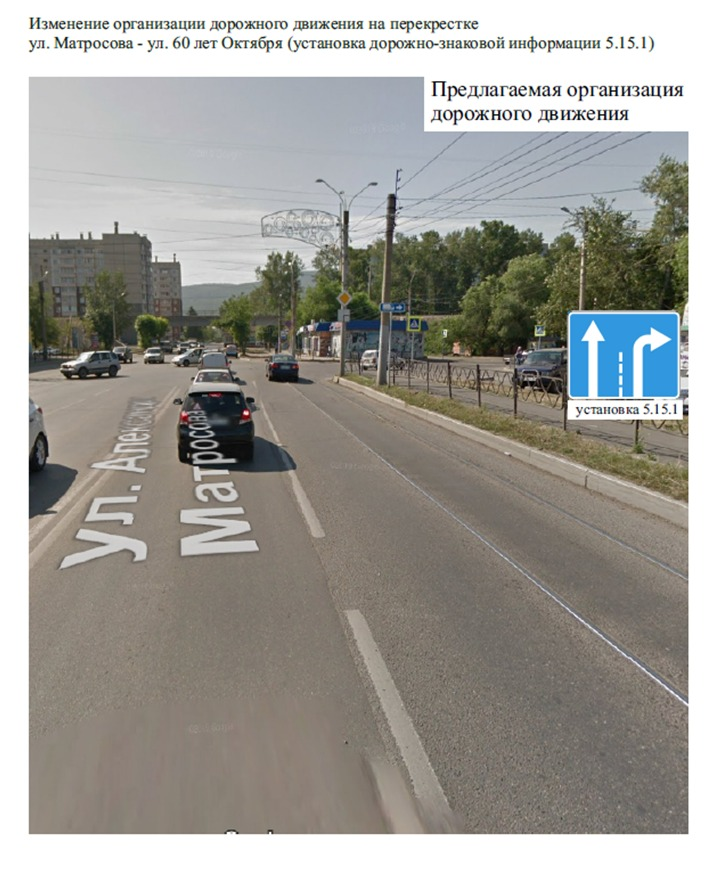 Изменение организации дорожного движения на перекрестке
ул. Матросова - ул. 60 лет Октября (установка дорожно-знаковой информации 5.15.1)
Предлагаемая организация
дорожного движения
установка 5.15.1
ул. Александра
Матросова